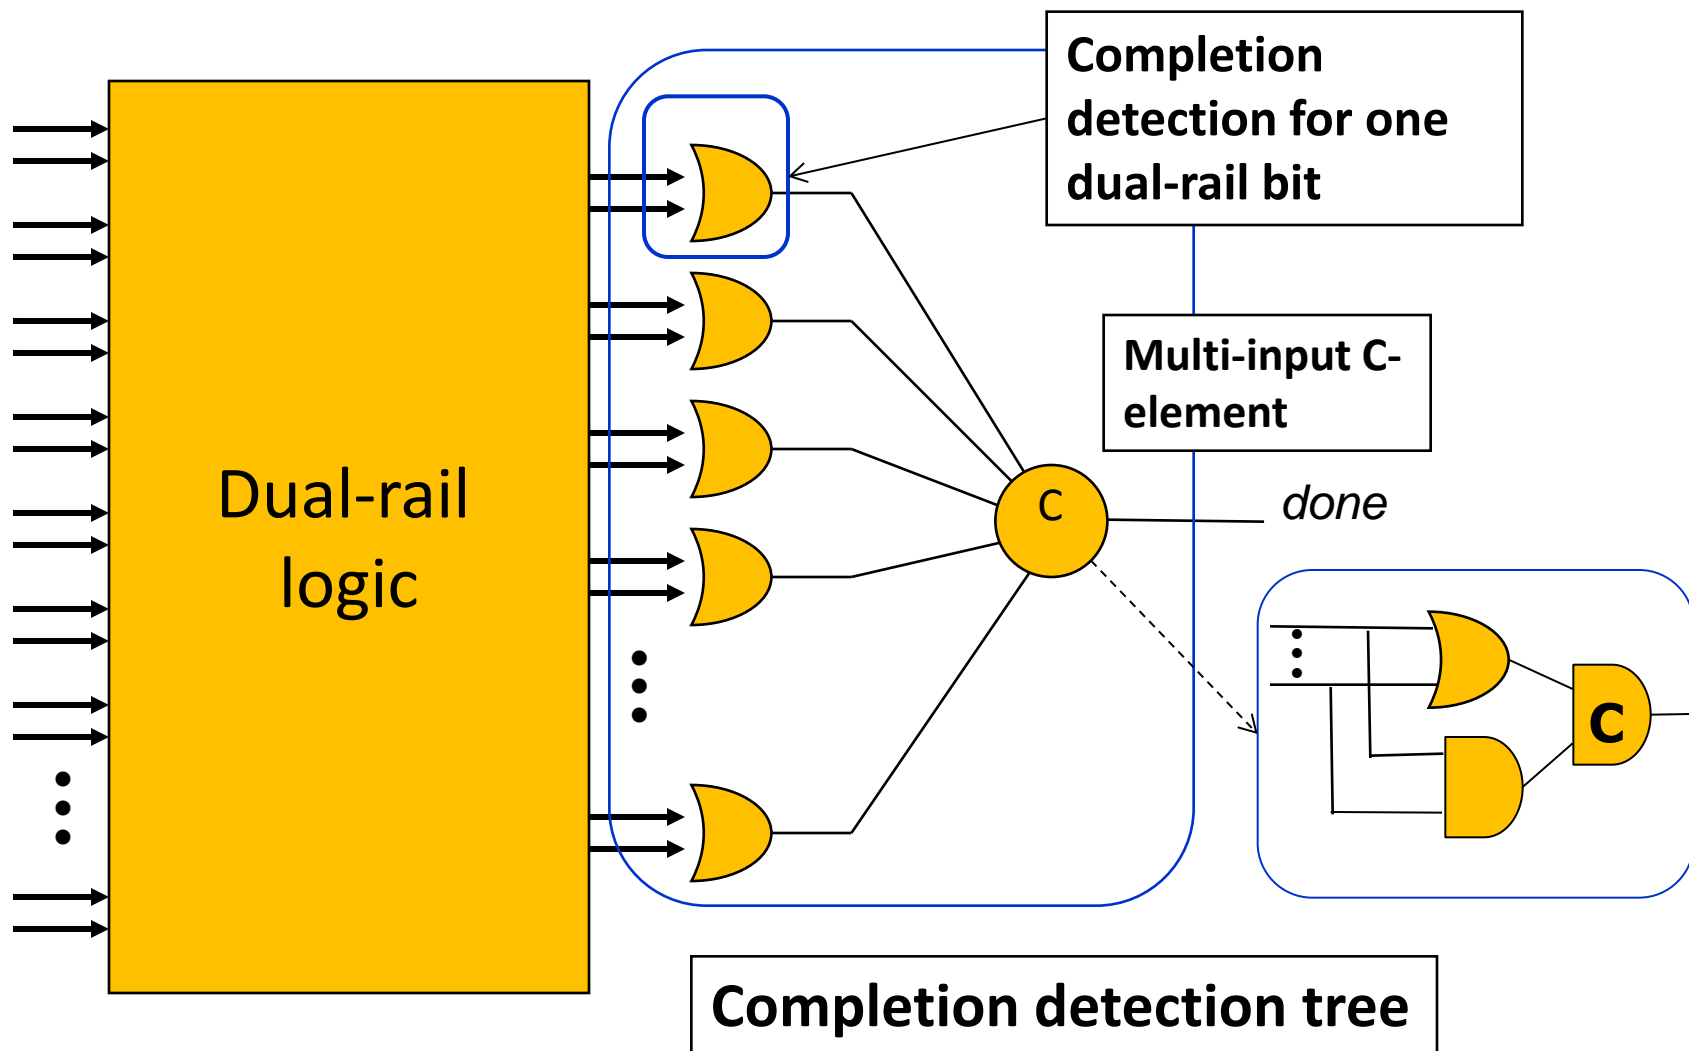 Completion
detection for one
dual-rail bit
Multi-input C-
element
Dual-rail
logic
C
done
C
Completion detection tree